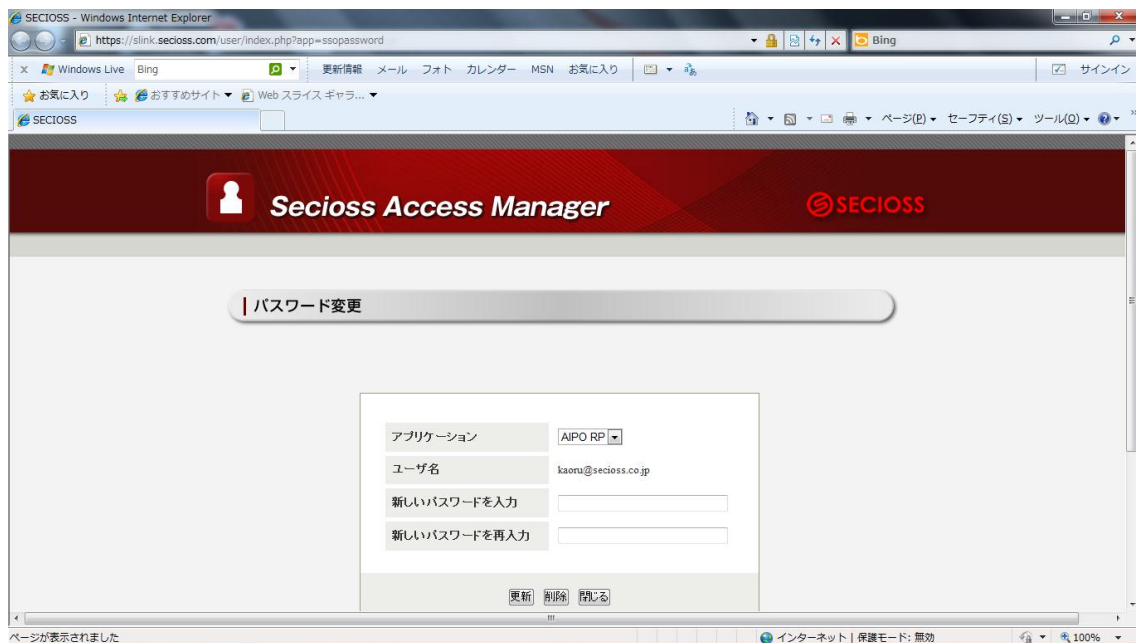 SECIOSS - Windows Internet Explorer
https://slink.secioss.com/user/index.php?app=ssopassword
Bing
x Windows Live Bing 更新情報 メール フォト カレンダー MSN お気に入り サインイン
お気に入り おすすめサイト ▼ Web スライス ギャラ... ▼
SECIOSS ページ(P) セーフティ(S) ツール(O)
Secioss Access Manager SECIOSS
パスワード変更
アプリケーション AIPO RP
ユーザ名 kaoru@secioss.co.jp
新しいパスワードを入力
新しいパスワードを再入力
更新 削除 閉じる
ページが表示されました インターネット | 保護モード: 無効 100%